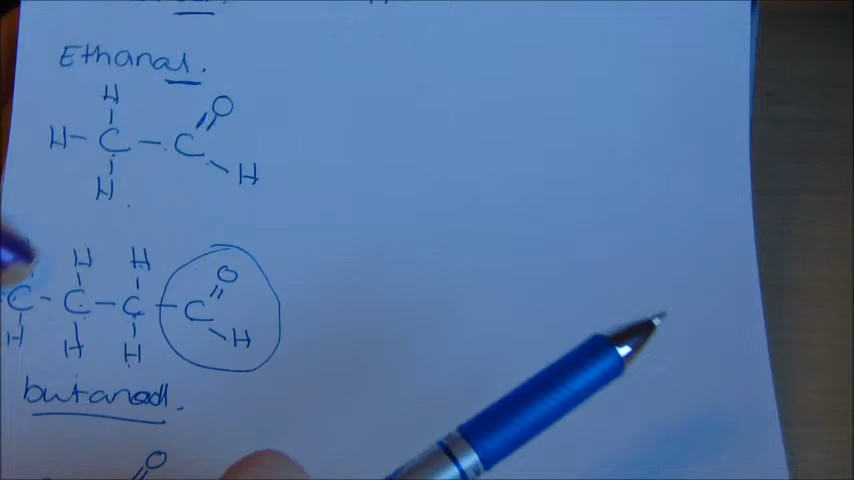 Ethanal.
H
O
H - C - C
H
H
H H O
C - C - C - C
H H H H
butanal.
O